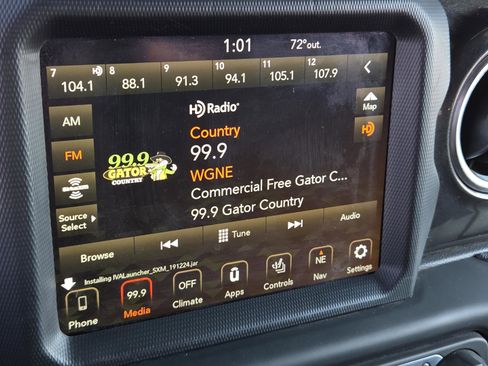 1:01 72°out.
7 HD 8 9 10 11 12
104.1 88.1 91.3 94.1 105.1 107.9
HD Radio
Map
AM
Country
HD
99.9
FM
99.9
GATOR
COUNTRY
WGNE
Commercial Free Gator C...
99.9 Gator Country
Source
Select
Browse Tune Audio
Installing IVALauncher_SXM_191224.jar
99.9 OFF NE
Phone Media Climate Apps Controls Nav Settings